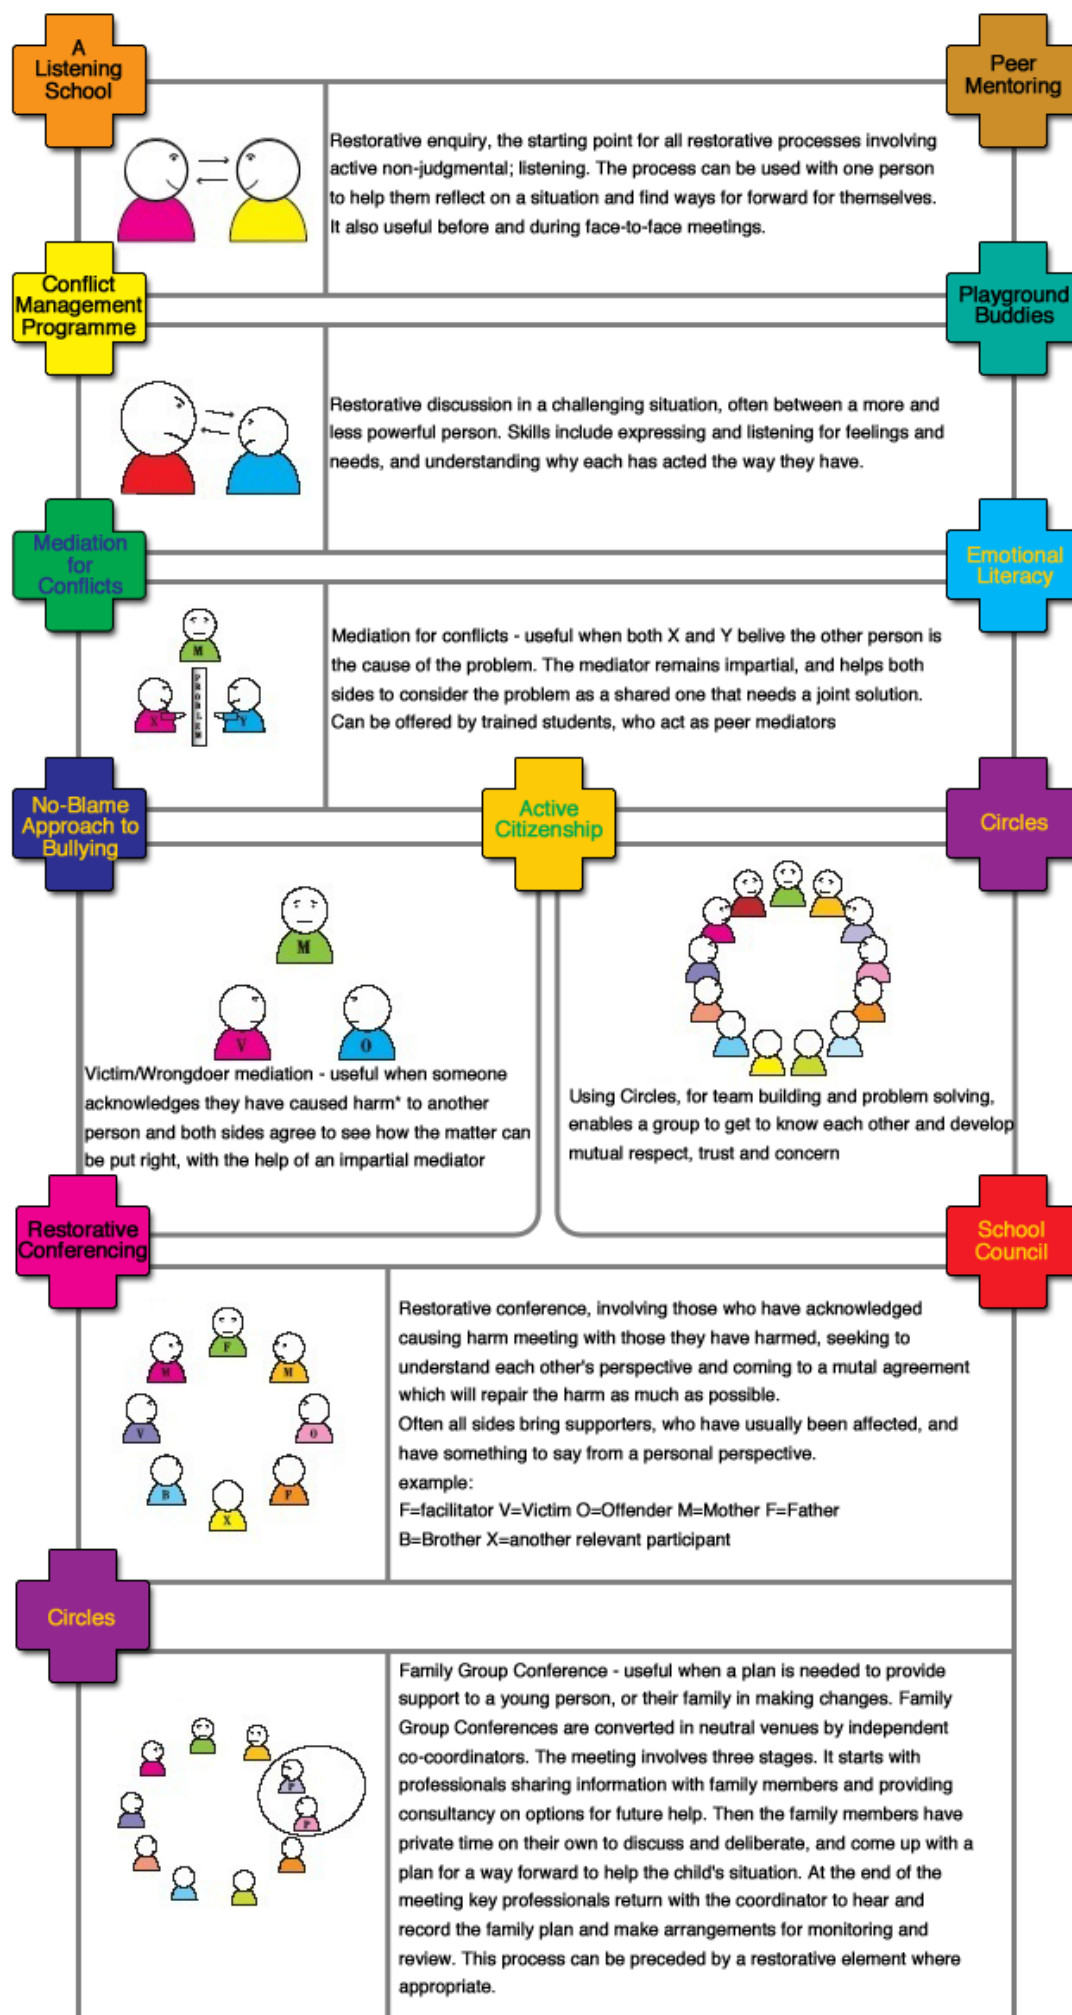 A
Listening
School
Peer
Mentoring
Restorative enquiry, the starting point for all restorative processes involving
active non-judgmental; listening. The process can be used with one person
to help them reflect on a situation and find ways for forward for themselves.
It also useful before and during face-to-face meetings.
Conflict
Management
Programme
Playground
Buddies
Restorative discussion in a challenging situation, often between a more and
less powerful person. Skills include expressing and listening for feelings and
needs, and understanding why each has acted the way they have.
Mediation
for
Conflicts
Emotional
Literacy
M
PROBLEM
X
Y
Mediation for conflicts - useful when both X and Y belive the other person is
the cause of the problem. The mediator remains impartial, and helps both
sides to consider the problem as a shared one that needs a joint solution.
Can be offered by trained students, who act as peer mediators
No-Blame
Approach to
Bullying
Active
Citizenship
Circles
M
V
O
Victim/Wrongdoer mediation - useful when someone
acknowledges they have caused harm* to another
person and both sides agree to see how the matter can
be put right, with the help of an impartial mediator
Using Circles, for team building and problem solving,
enables a group to get to know each other and develop
mutual respect, trust and concern
Restorative
Conferencing
School
Council
F
M
M
V
O
B
F
X
Restorative conference, involving those who have acknowledged
causing harm meeting with those they have harmed, seeking to
understand each other's perspective and coming to a mutal agreement
which will repair the harm as much as possible.
Often all sides bring supporters, who have usually been affected, and
have something to say from a personal perspective.
example:
F=facilitator V=Victim O=Offender M=Mother F=Father
B=Brother X=another relevant participant
Circles
P
P
Family Group Conference - useful when a plan is needed to provide
support to a young person, or their family in making changes. Family
Group Conferences are converted in neutral venues by independent
co-coordinators. The meeting involves three stages. It starts with
professionals sharing information with family members and providing
consultancy on options for future help. Then the family members have
private time on their own to discuss and deliberate, and come up with a
plan for a way forward to help the child's situation. At the end of the
meeting key professionals return with the coordinator to hear and
record the family plan and make arrangements for monitoring and
review. This process can be preceded by a restorative element where
appropriate.